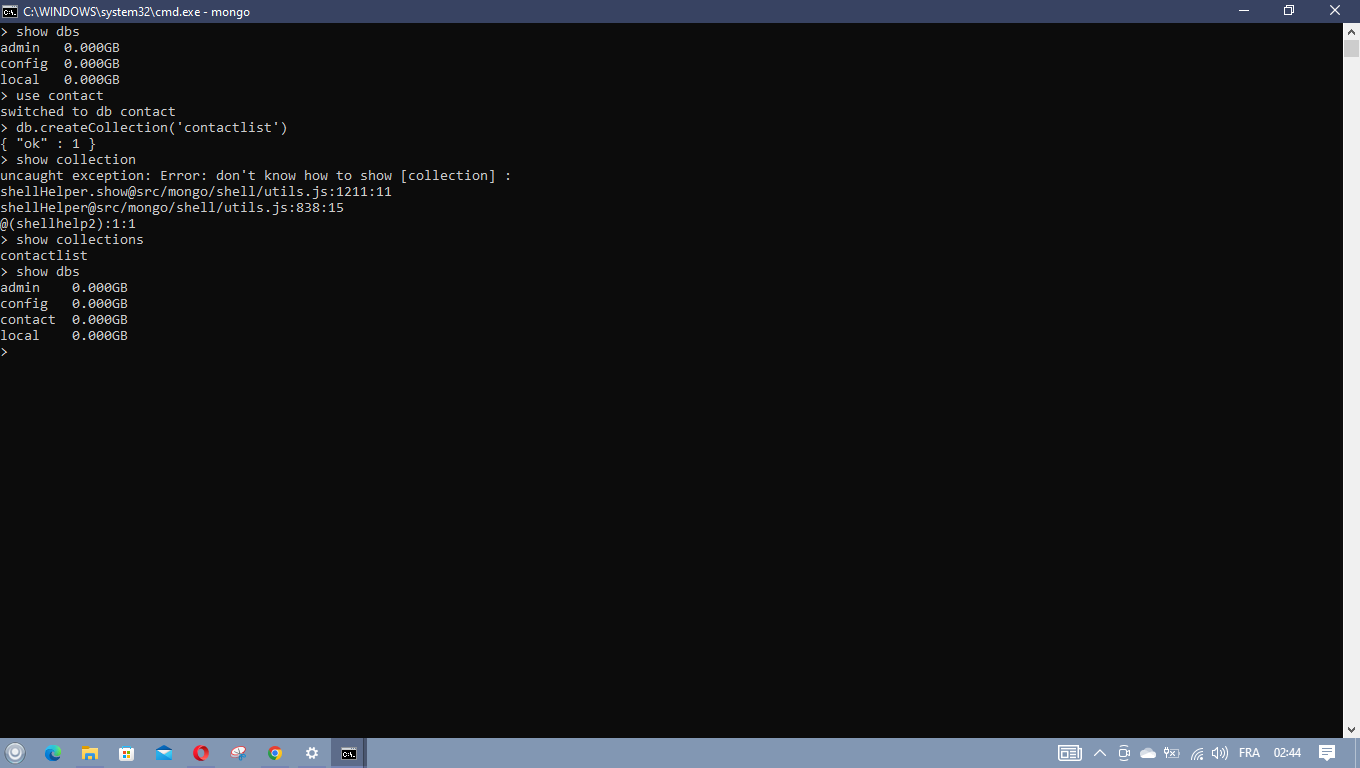 C:\WINDOWS\system32\cmd.exe - mongo
> show dbs
admin   0.000GB
config  0.000GB
local   0.000GB
> use contact
switched to db contact
> db.createCollection('contactlist')
{ "ok" : 1 }
> show collection
uncaught exception: Error: don't know how to show [collection] :
shellHelper.show@src/mongo/shell/utils.js:1211:11
shellHelper@src/mongo/shell/utils.js:838:15
@(shellhelp2):1:1
> show collections
contactlist
> show dbs
admin    0.000GB
config   0.000GB
contact  0.000GB
local    0.000GB
>
FRA 02:44